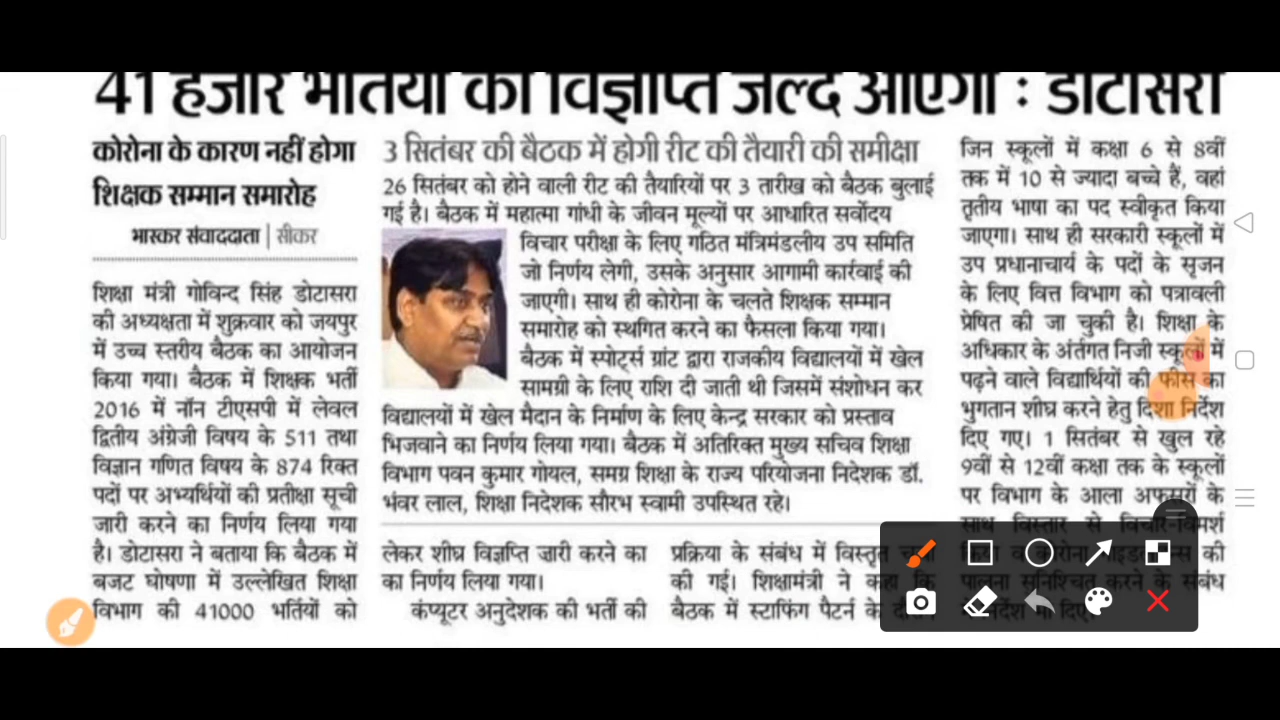 41 हजार भर्तियों की विज्ञप्ति जल्द आएगी : डोटासरा
कोरोना के कारण नहीं होगा
शिक्षक सम्मान समारोह
भास्कर संवाददाता | सीकर
शिक्षा मंत्री गोविन्द सिंह डोटासरा
की अध्यक्षता में शुक्रवार को जयपुर
में उच्च स्तरीय बैठक का आयोजन
किया गया। बैठक में शिक्षक भर्ती
2016 में नॉन टीएसपी में लेवल
द्वितीय अंग्रेजी विषय के 511 तथा
विज्ञान गणित विषय के 874 रिक्त
पदों पर अभ्यर्थियों की प्रतीक्षा सूची
जारी करने का निर्णय लिया गया
है। डोटासरा ने बताया कि बैठक में
बजट घोषणा में उल्लेखित शिक्षा
विभाग की 41000 भर्तियों को
3 सितंबर की बैठक में होगी रीट की तैयारी की समीक्षा
26 सितंबर को होने वाली रीट की तैयारियों पर 3 तारीख को बैठक बुलाई
गई है। बैठक में महात्मा गांधी के जीवन मूल्यों पर आधारित सर्वोदय
विचार परीक्षा के लिए गठित मंत्रिमंडलीय उप समिति
जो निर्णय लेगी, उसके अनुसार आगामी कार्रवाई की
जाएगी। साथ ही कोरोना के चलते शिक्षक सम्मान
समारोह को स्थगित करने का फैसला किया गया।
बैठक में स्पोर्ट्स ग्रांट द्वारा राजकीय विद्यालयों में खेल
सामग्री के लिए राशि दी जाती थी जिसमें संशोधन कर
विद्यालयों में खेल मैदान के निर्माण के लिए केन्द्र सरकार को प्रस्ताव
भिजवाने का निर्णय लिया गया। बैठक में अतिरिक्त मुख्य सचिव शिक्षा
विभाग पवन कुमार गोयल, समग्र शिक्षा के राज्य परियोजना निदेशक डॉ.
भंवर लाल, शिक्षा निदेशक सौरभ स्वामी उपस्थित रहे।
लेकर शीघ्र विज्ञप्ति जारी करने का
का निर्णय लिया गया।
कंप्यूटर अनुदेशक की भर्ती की
प्रक्रिया के संबंध में विस्तृत चर्चा
की गई। शिक्षामंत्री ने कहा कि
बैठक में स्टाफिंग पैटर्न के दौरान
जिन स्कूलों में कक्षा 6 से 8वीं
तक में 10 से ज्यादा बच्चे हैं, वहां
तृतीय भाषा का पद स्वीकृत किया
जाएगा। साथ ही सरकारी स्कूलों में
उप प्रधानाचार्य के पदों के सृजन
के लिए वित्त विभाग को पत्रावली
प्रेषित की जा चुकी है। शिक्षा के
अधिकार के अंर्तगत निजी स्कूलों में
पढ़ने वाले विद्यार्थियों की फीस का
भुगतान शीघ्र करने हेतु दिशा निर्देश
दिए गए। 1 सितंबर से खुल रहे
9वीं से 12वीं कक्षा तक के स्कूलों
पर विभाग के आला अफसरों के
साथ विस्तार से विचार-विमर्श
किया कोरोना की
पालना सुनिश्चित करने के संबंध